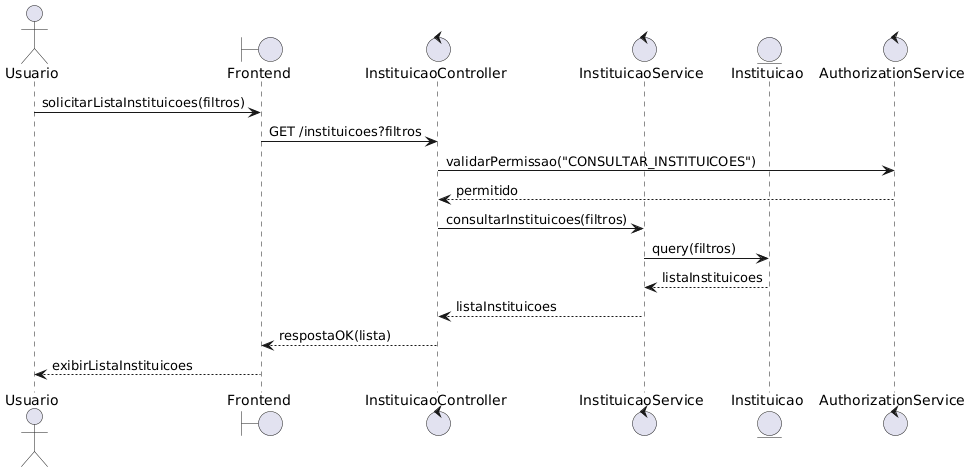 Usuario Frontend InstituicaoController InstituicaoService Instituicao AuthorizationService
solicitarListaInstituicoes(filtros)
GET /instituicoes?filtros
validarPermissao("CONSULTAR_INSTITUICOES")
permitido
consultarInstituicoes(filtros)
query(filtros)
listaInstituicoes
listaInstituicoes
respostaOK(lista)
exibirListaInstituicoes
Usuario Frontend InstituicaoController InstituicaoService Instituicao AuthorizationService